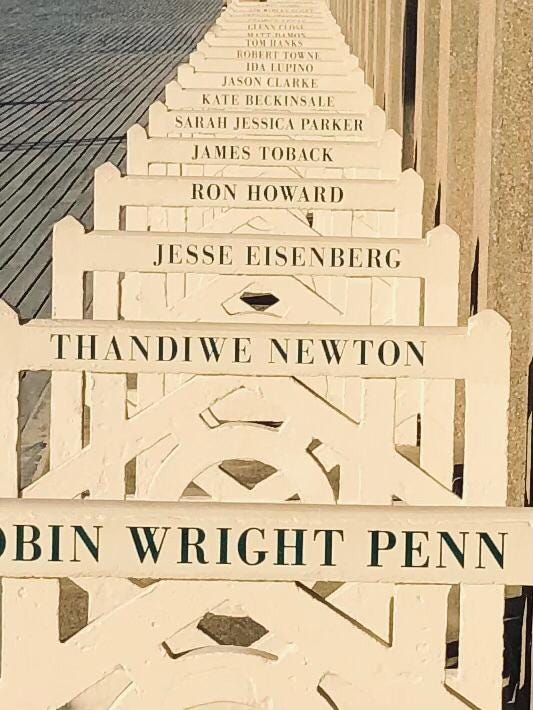 GLENN CLOSE
MATT DAMON
TOM HANKS
ROBERT TOWNE
IDA LUPINO
JASON CLARKE
KATE BECKINSALE
SARAH JESSICA PARKER
JAMES TOBACK
RON HOWARD
JESSE EISENBERG
THANDIWE NEWTON
OBIN WRIGHT PENN